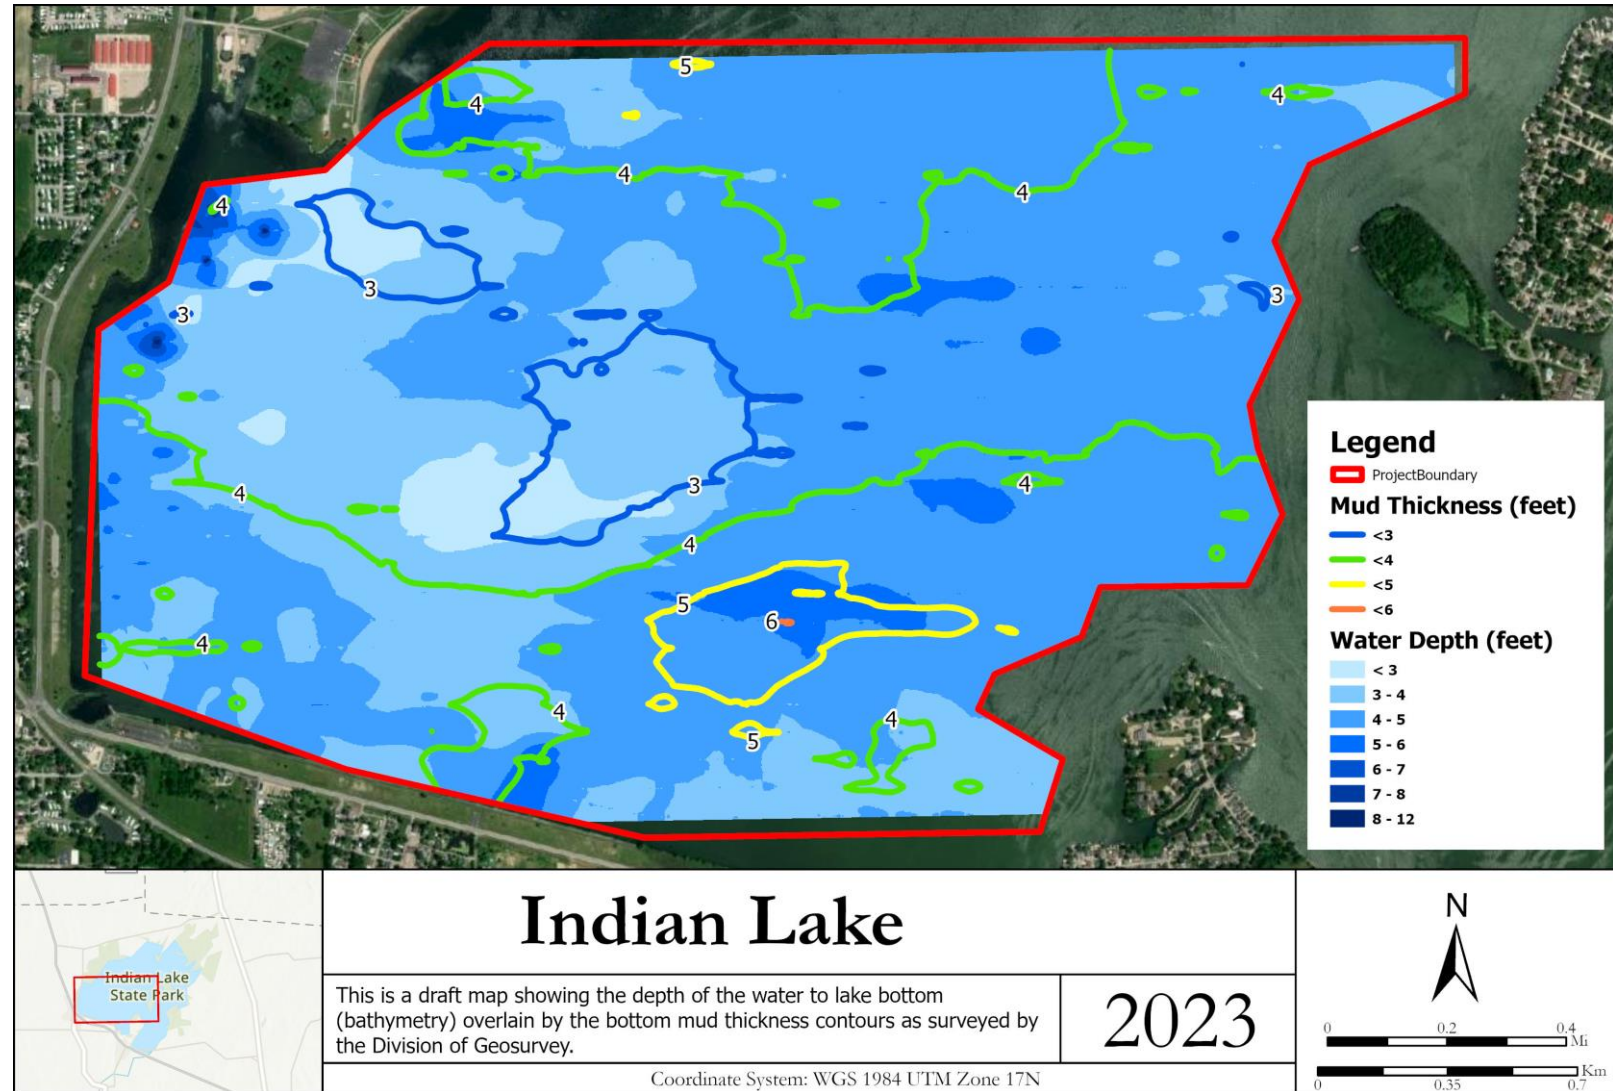 5
4
4
4
4
4
3
3
3
4
3
4
4
5
6
4
4
4
5
Legend
ProjectBoundary
Mud Thickness (feet)
<3
<4
<5
<6
Water Depth (feet)
< 3
3 - 4
4 - 5
5 - 6
6 - 7
7 - 8
8 - 12
Indian Lake
State Park
Indian Lake
This is a draft map showing the depth of the water to lake bottom
(bathymetry) overlain by the bottom mud thickness contours as surveyed by
the Division of Geosurvey.
2023
Coordinate System: WGS 1984 UTM Zone 17N
N
0 0.2 0.4
Mi
Km
0 0.35 0.7